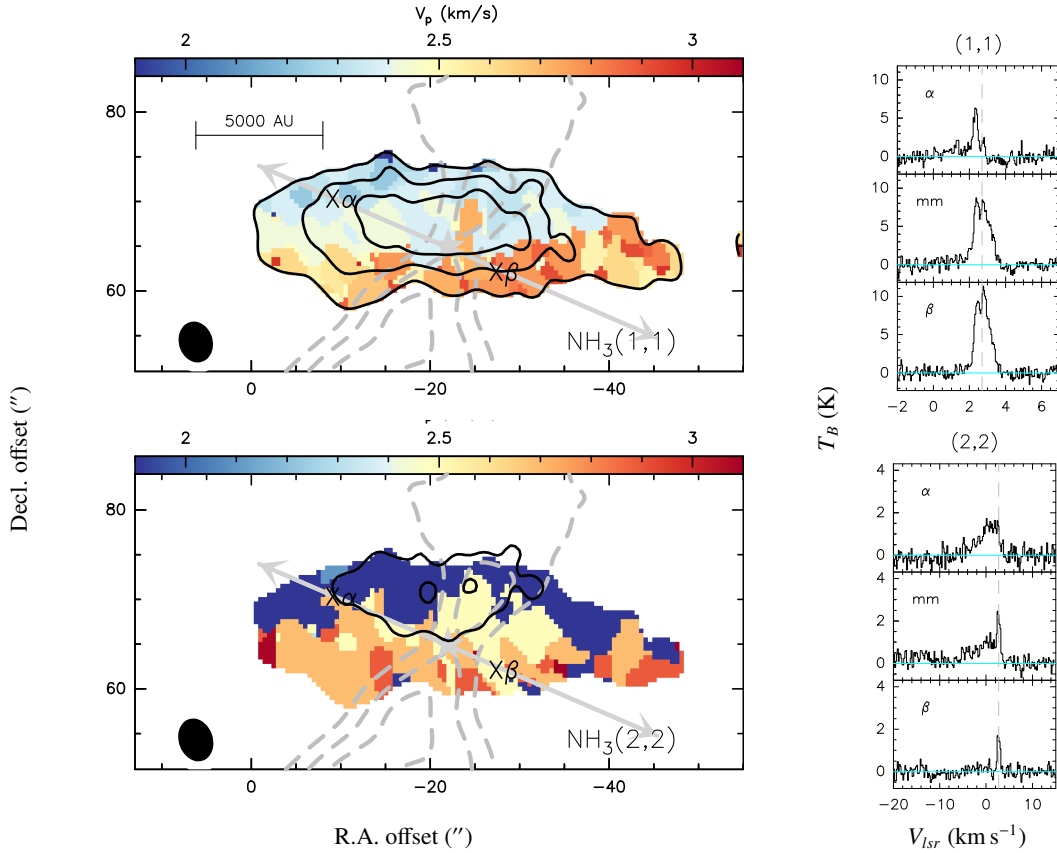 V_p (km/s)
2 2.5 3
5000 AU
80
60
Xα
Xβ
NH₃(1,1)
0 −20 −40
2 2.5 3
80
60
Xα
Xβ
NH₃(2,2)
0 −20 −40
Decl. offset (″)
R.A. offset (″)
(1,1)
α
10
5
0
mm
10
5
0
β
10
5
0
−2 0 2 4 6
T_B (K)
(2,2)
α
4
2
0
mm
4
2
0
β
4
2
0
−20 −10 0 10
V_lsr (km s⁻¹)